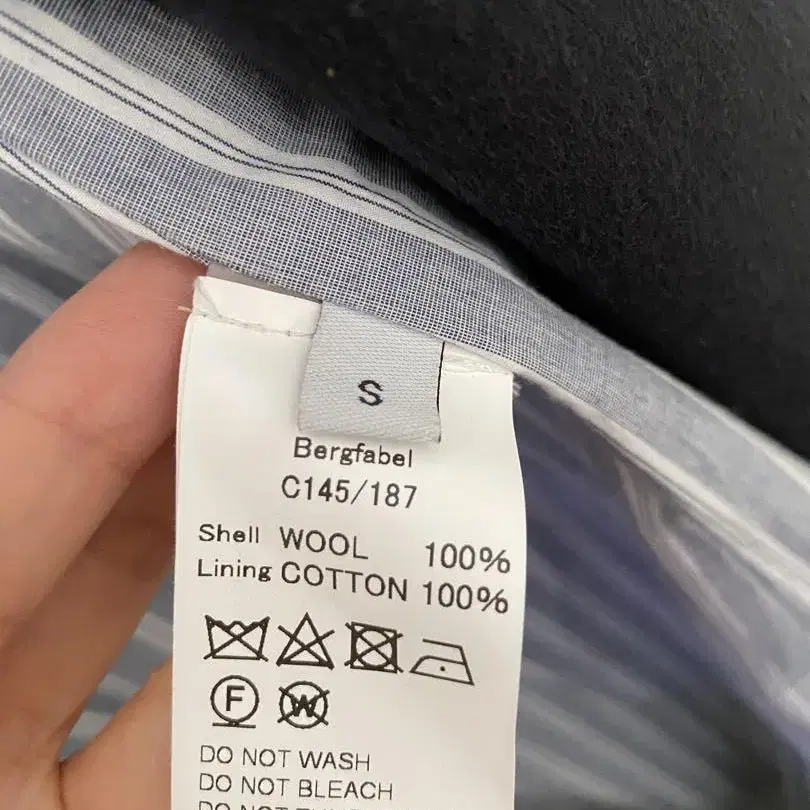 S
Bergfabel
C145/187
Shell WOOL 100%
Lining COTTON 100%
F W
DO NOT WASH
DO NOT BLEACH